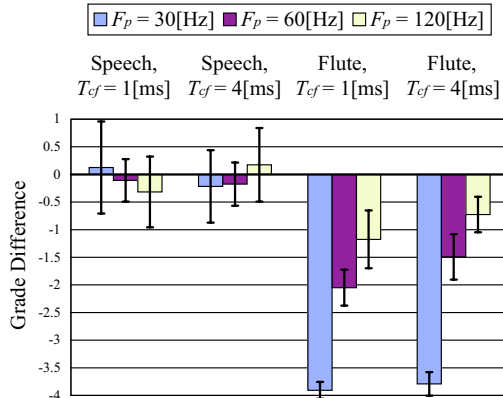 Fp = 30[Hz] Fp = 60[Hz] Fp = 120[Hz]
Speech, Speech, Flute, Flute,
Tcf = 1[ms] Tcf = 4[ms] Tcf = 1[ms] Tcf = 4[ms]
1
0.5
0
-0.5
-1
-1.5
-2
-2.5
-3
-3.5
-4
Grade Difference